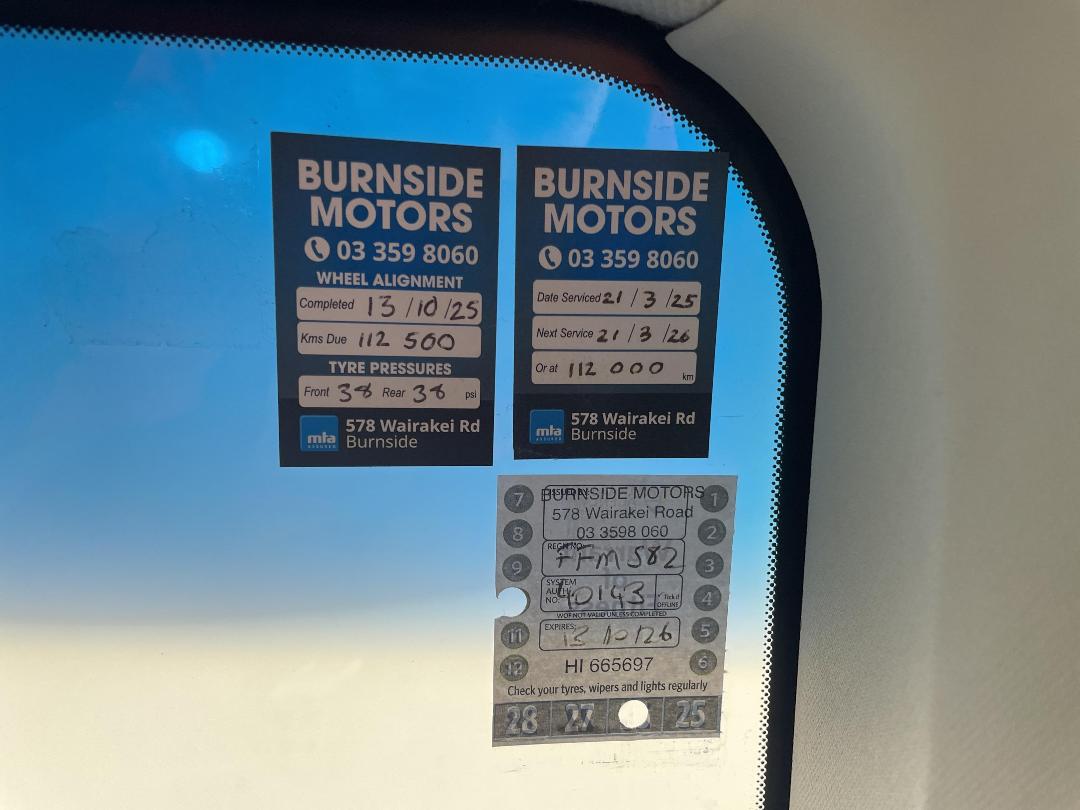 BURNSIDE
MOTORS
03 359 8060
WHEEL ALIGNMENT
Completed 13/10/25
Kms Due 112 500
TYRE PRESSURES
Front 38 Rear 38 psi
mta
ASSURED
578 Wairakei Rd
Burnside
BURNSIDE
MOTORS
03 359 8060
Date Serviced 21/3/25
Next Service 21/3/26
Or at 112 000 km
mta
ASSURED
578 Wairakei Rd
Burnside
BURNSIDE MOTORS
578 Wairakei Road
03 3598 060
REGN NO:
FFM582
SYSTEM
AUTH.
NO:
40143
Tick if
OFFLINE
WOF NOT VALID UNLESS COMPLETED
EXPIRES:
13/10/26
HI 665697
Check your tyres, wipers and lights regularly
7
8
9
11
12
1
2
3
4
5
6
28 27 25